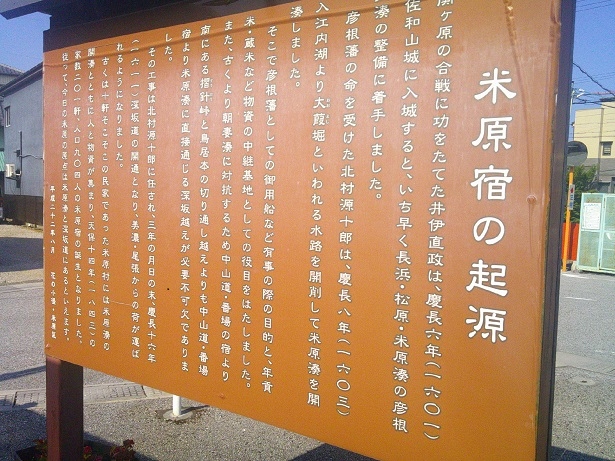 米原宿の起源
関ヶ原の合戦に功をたてた井伊直政は、慶長六年(一六〇一)
佐和山城に入城すると、いち早く長浜・松原・米原湊の彦根
湊の整備に着手しました。
彦根藩の命を受けた北村源十郎は、慶長八年(一六〇三)
入江内湖より大葭堀といわれる水路を開削して米原湊を開
湊しました。
そこで彦根藩としての御用船など有事の際の目的と、年貢
米・蔵米など物資の中継基地としての役目をはたしました。
また、古くより朝妻湊に対抗するため中山道・番場の宿より
南にある摺針峠と鳥居本の切り通し越えよりも中山道・番場
宿より米原湊に直接通じる深坂越えが必要不可欠でありま
した。
その工事は北村源十郎に任され、三年の月日の末、慶長十六年
(一六一一)深坂道の開通となり、美濃・尾張からの荷が運ば
れるようになりました。
古くは十軒そこそこの民家であった米原村には米原湊の
開湊とともに人と物資が集まり、天保十四年(一八四三)の
家数二〇一軒、人口九〇四人の米原宿の誕生となりました。
従って、今日の米原の原点は米原湊と深坂道にあるといえます。
平成二十二年八月